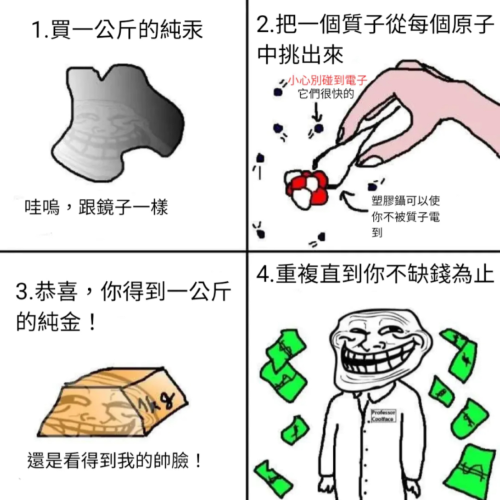 1.買一公斤的純汞
哇嗚，跟鏡子一樣
2.把一個質子從每個原子
中挑出來
小心別碰到電子
它們很快的
塑膠鑷可以使
你不被質子電
到
3.恭喜，你得到一公斤
的純金！
1kg
還是看得到我的帥臉！
4.重複直到你不缺錢為止
Professor
Coolface